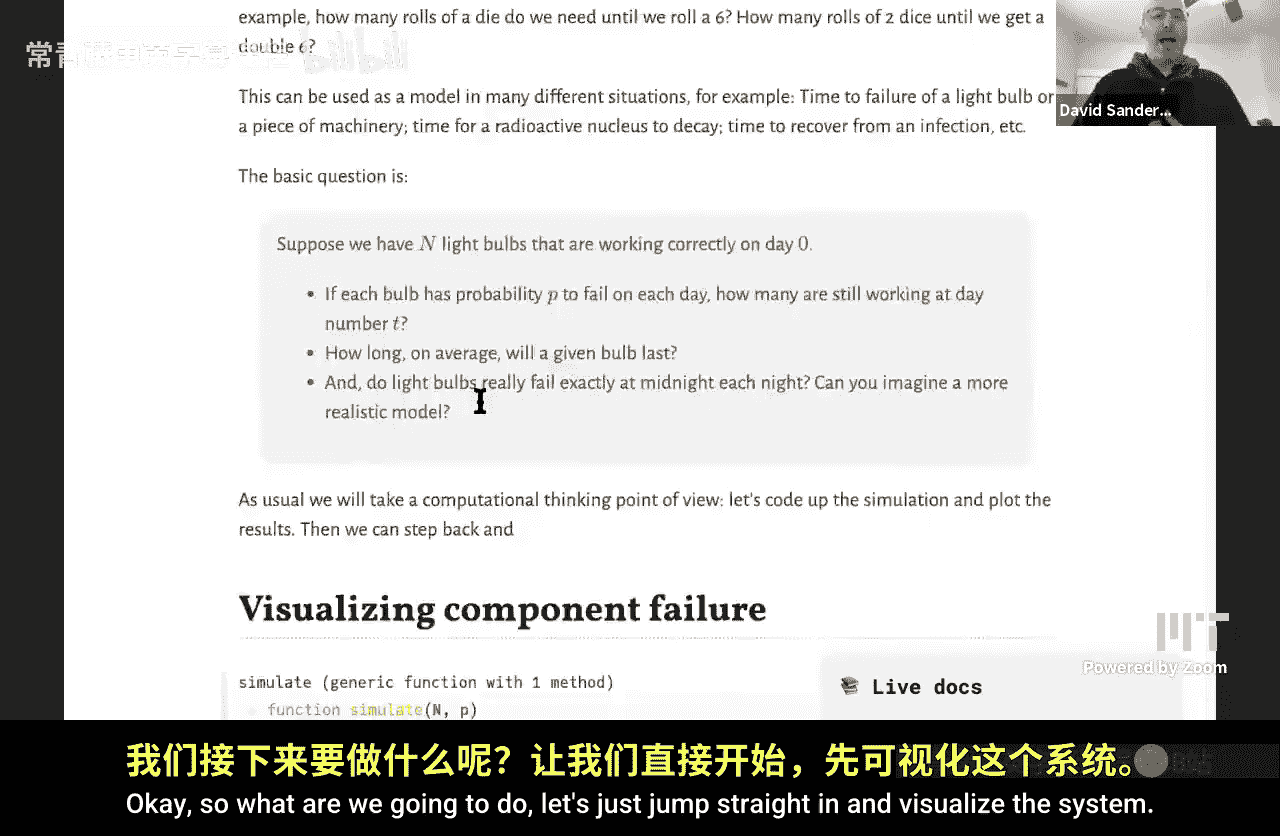 example, how many rolls of a die do we need until we roll a 6? How many rolls of 2 dice until we get a
double 6?
David Sander...
This can be used as a model in many different situations, for example: Time to failure of a light bulb or
a piece of machinery; time for a radioactive nucleus to decay; time to recover from an infection, etc.
The basic question is:
Suppose we have N light bulbs that are working correctly on day 0.
• If each bulb has probability p to fail on each day, how many are still working at day
number t?
• How long, on average, will a given bulb last?
• And, do light bulbs really fail exactly at midnight each night? Can you imagine a more
realistic model?
As usual we will take a computational thinking point of view: let's code up the simulation and plot the
results. Then we can step back and
Visualizing component failure
MIT
Powered by Zoom
simulate (generic function with 1 method)
function simulate(N, p)
Live docs
我们接下来要做什么呢？让我们直接开始，先可视化这个系统。
Okay, so what are we going to do, let's just jump straight in and visualize the system.